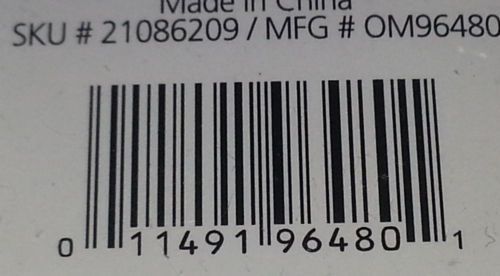 Made in China
SKU # 21086209 / MFG # OM96480
0 11491 96480 1